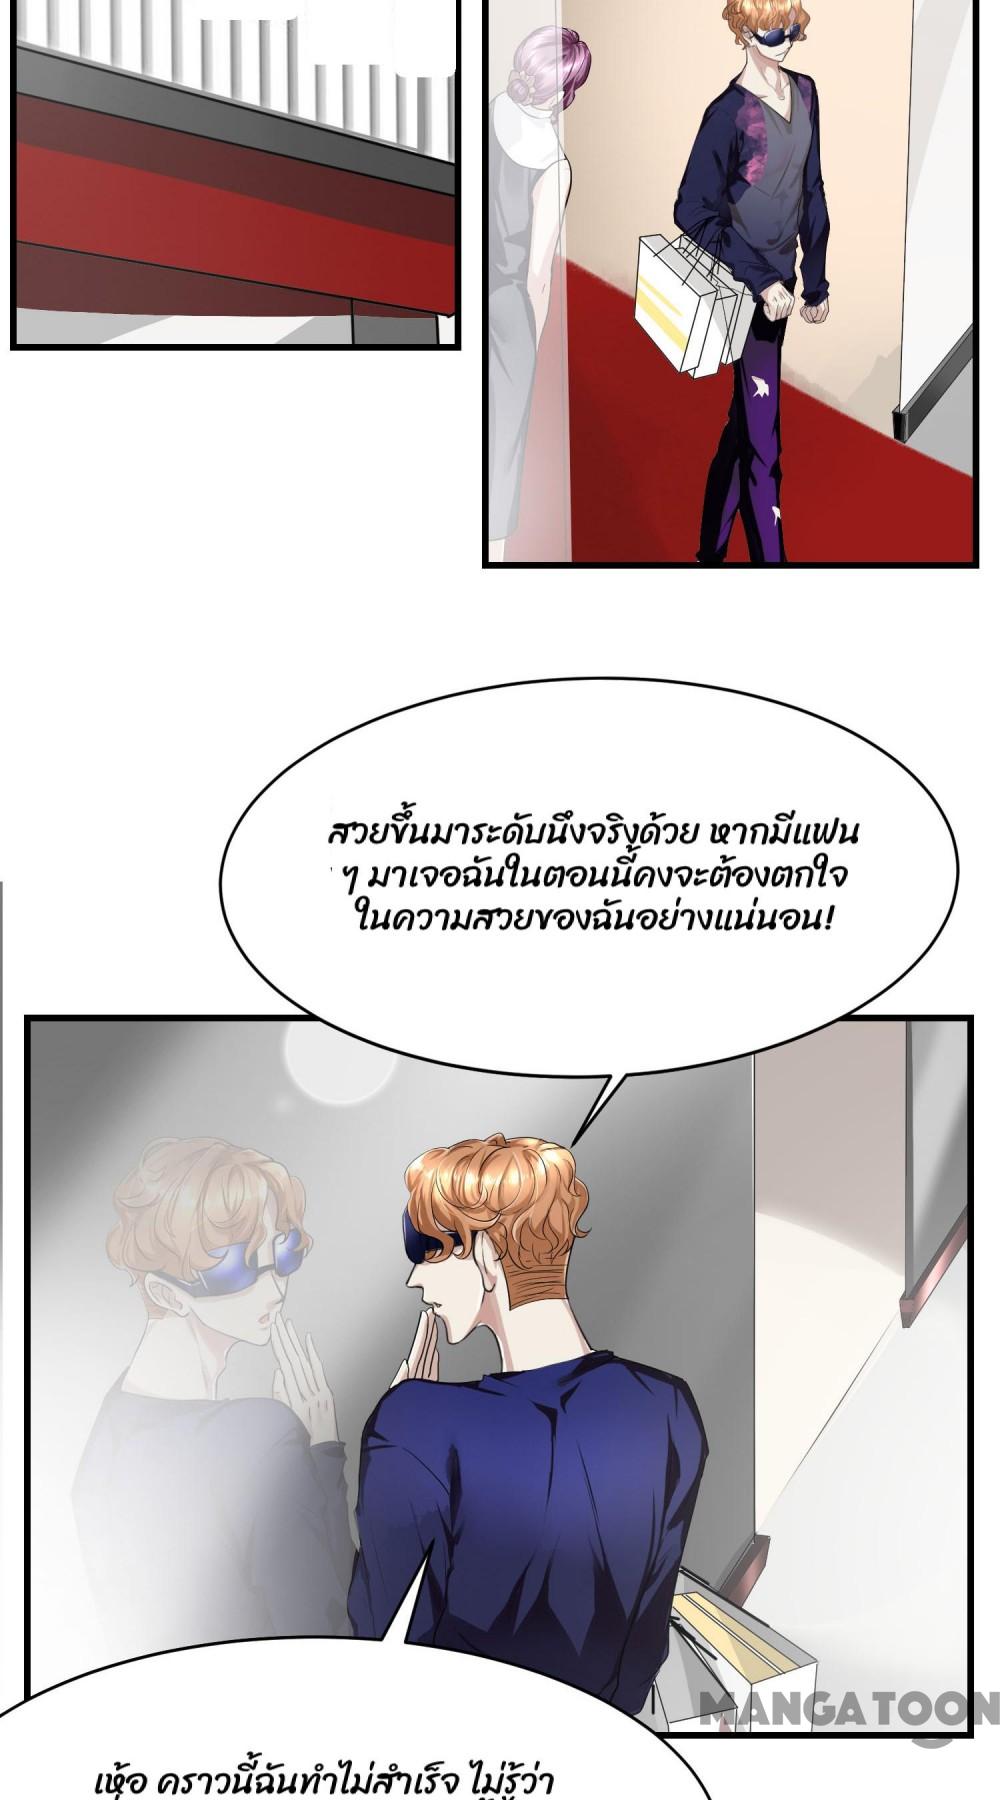 สวยขึ้นมาระดับนึงจริงด้วย หากมีแฟน
ๆ มาเจอฉันในตอนนี้คงจะต้องตกใจ
ในความสวยของฉันอย่างแน่นอน!
MANGATOON
เห้อ คราวนี้ฉันทำไม่สำเร็จ ไม่รู้ว่า